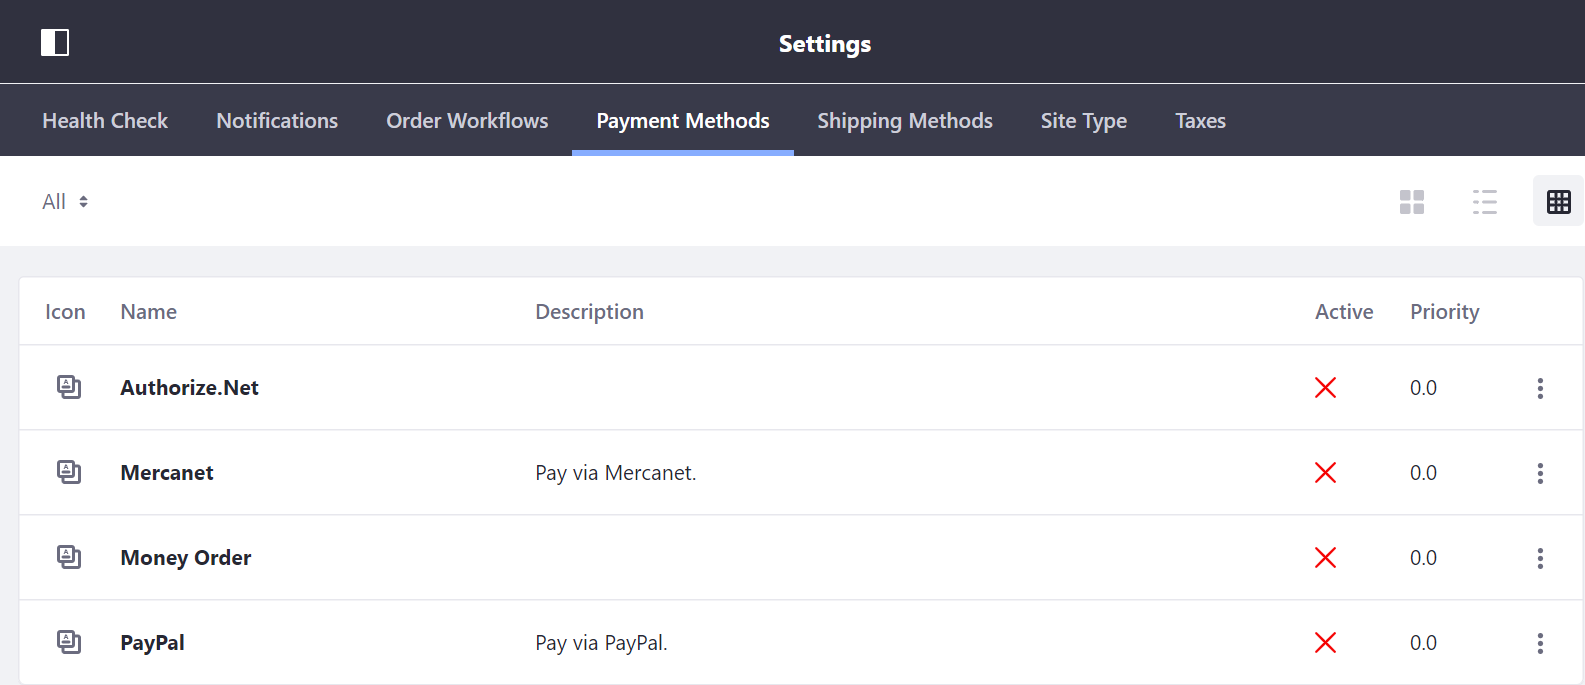 Settings
Health Check Notifications Order Workflows Payment Methods Shipping Methods Site Type Taxes
All
Icon Name Description Active Priority
Authorize.Net 0.0
Mercanet Pay via Mercanet. 0.0
Money Order 0.0
PayPal Pay via PayPal. 0.0